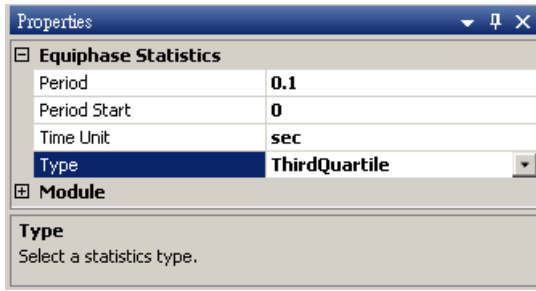 Properties
Equiphase Statistics
Period 0.1
Period Start 0
Time Unit sec
Type ThirdQuartile
Module
Type
Select a statistics type.